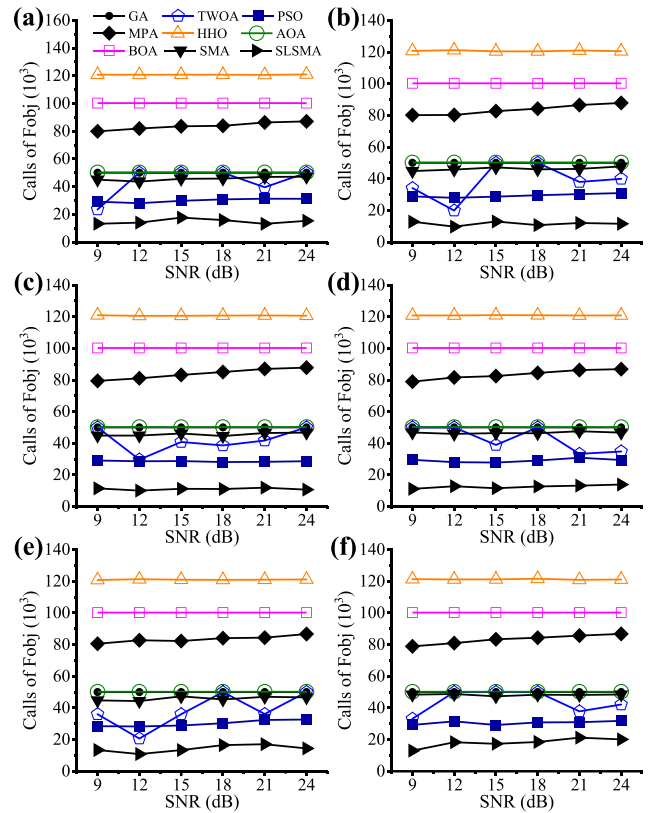 (a)
GA TWOA PSO
MPA HHO AOA
BOA SMA SLSMA
Calls of Fobj (10³)
160
140
120
100
80
60
40
20
0
9 12 15 18 21 24
SNR (dB)
(b)
Calls of Fobj (10³)
140
120
100
80
60
40
20
0
9 12 15 18 21 24
SNR (dB)
(c)
Calls of Fobj (10³)
140
120
100
80
60
40
20
0
9 12 15 18 21 24
SNR (dB)
(d)
Calls of Fobj (10³)
140
120
100
80
60
40
20
0
9 12 15 18 21 24
SNR (dB)
(e)
Calls of Fobj (10³)
140
120
100
80
60
40
20
0
9 12 15 18 21 24
SNR (dB)
(f)
Calls of Fobj (10³)
140
120
100
80
60
40
20
0
9 12 15 18 21 24
SNR (dB)